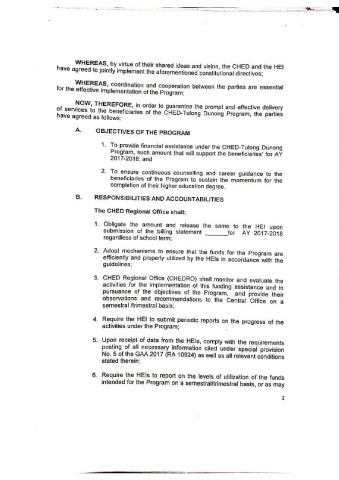 WHEREAS, by virtue of their shared ideas and vision, the CHED and the HEI
have agreed to jointly implement the aforementioned constitutional directives;
WHEREAS, coordination and cooperation between the parties are essential
for the effective implementation of the Program;
NOW, THEREFORE, in order to guarantee the prompt and effective delivery
of services to the beneficiaries of the CHED-Tulong Dunong Program, the parties
have agreed as follows:
A. OBJECTIVES OF THE PROGRAM
1. To provide financial assistance under the CHED-Tulong Dunong
Program, such amount that will support the beneficiaries' for AY
2017-2018; and
2. To ensure continuous counselling and career guidance to the
beneficiaries of the Program to sustain the momentum for the
completion of their higher education degree.
B. RESPONSIBILITIES AND ACCOUNTABILITIES
The CHED Regional Office shall:
1. Obligate the amount and release the same to the HEI upon
submission of the billing statement ______for AY 2017-2018
regardless of school term;
2. Adopt mechanisms to ensure that the funds for the Program are
efficiently and properly utilized by the HEIs in accordance with the
guidelines;
3. CHED Regional Office (CHEDRO) shall monitor and evaluate the
activities for the implementation of this funding assistance and in
pursuance of the objectives of the Program, and provide their
observations and recommendations to the Central Office on a
semestral /trimestral basis;
4. Require the HEI to submit periodic reports on the progress of the
activities under the Program;
5. Upon receipt of data from the HEIs, comply with the requirements
posting of all necessary information cited under special provision
No. 5 of the GAA 2017 (RA 10924) as well as all relevant conditions
stated therein;
6. Require the HEIs to report on the levels of utilization of the funds
intended for the Program on a semestral/trimestral basis, or as may
2